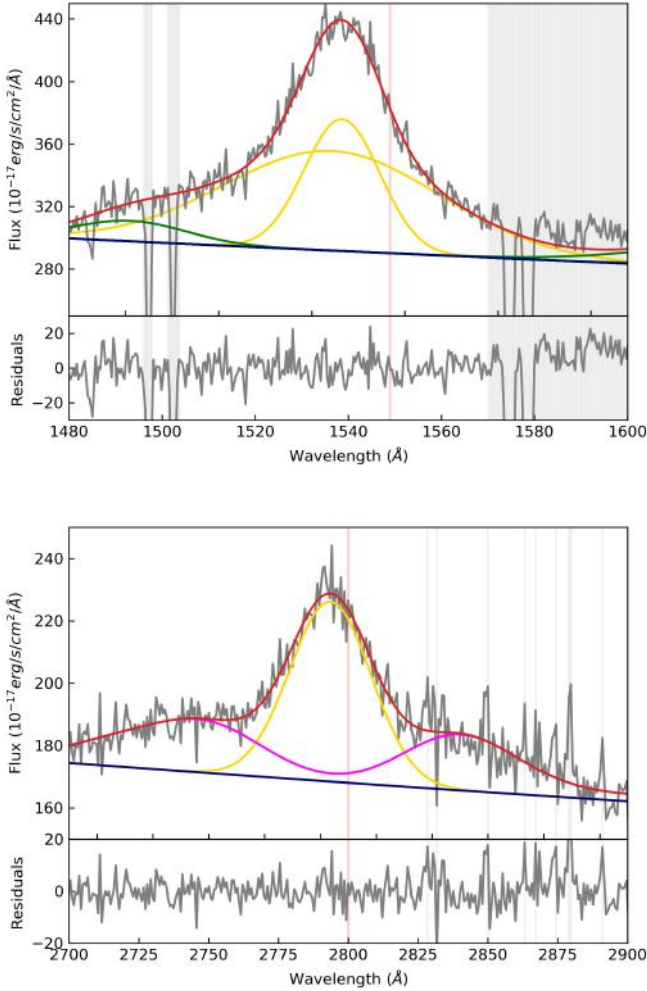 440
400
360
320
280
Flux (10⁻¹⁷erg/s/cm²/Å)
20
0
−20
Residuals
1480 1500 1520 1540 1560 1580 1600
Wavelength (Å)
240
220
200
180
160
Flux (10⁻¹⁷erg/s/cm²/Å)
20
0
−20
Residuals
2700 2725 2750 2775 2800 2825 2850 2875 2900
Wavelength (Å)